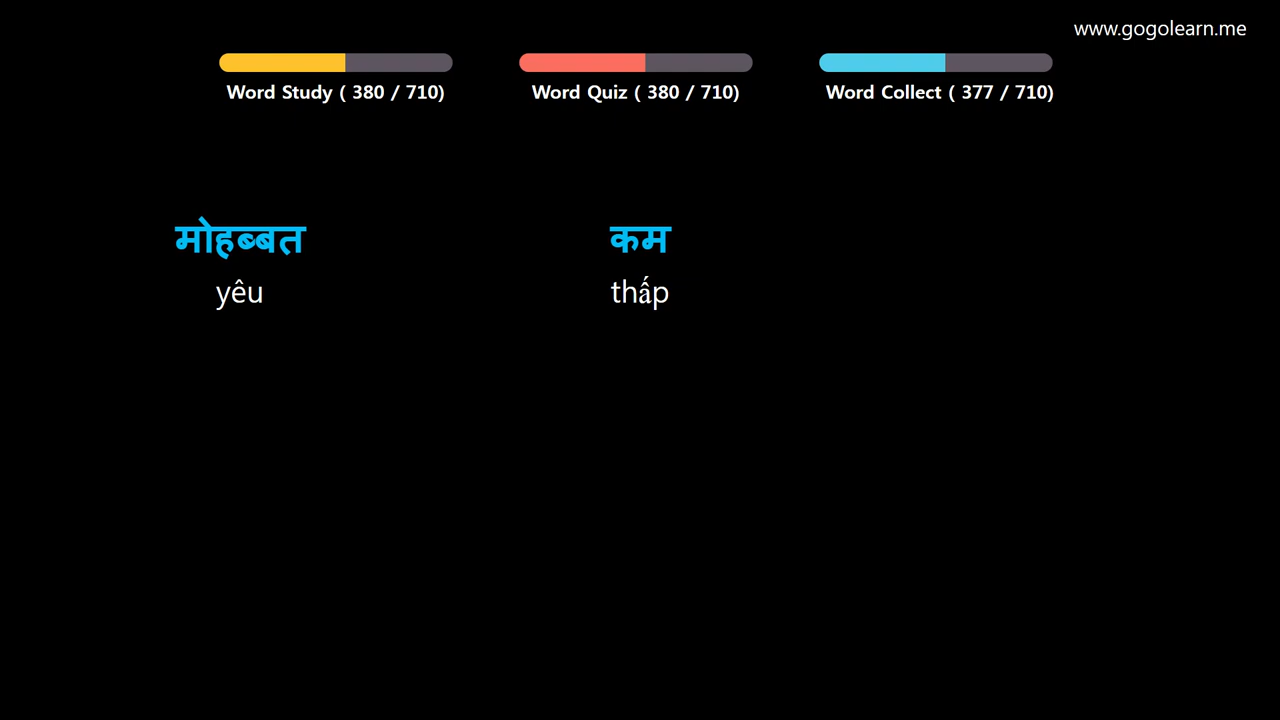 www.gogolearn.me
Word Study ( 380 / 710)
Word Quiz ( 380 / 710)
Word Collect ( 377 / 710)
मोहब्बत
yêu
कम
thấp